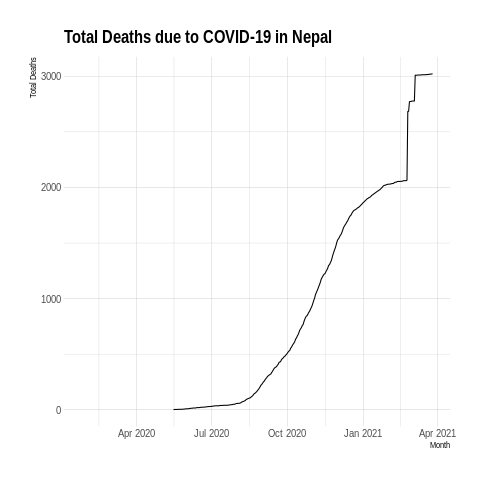 Total Deaths due to COVID-19 in Nepal
Total Deaths
3000
2000
1000
0
Apr 2020 Jul 2020 Oct 2020 Jan 2021 Apr 2021
Month